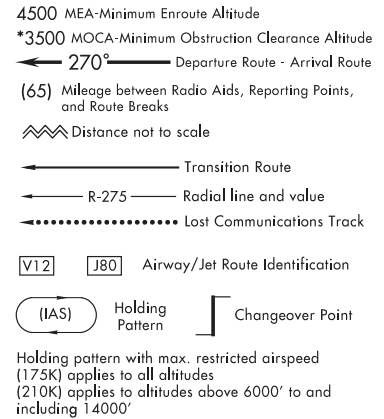 4500 MEA-Minimum Enroute Altitude
*3500 MOCA-Minimum Obstruction Clearance Altitude
270° Departure Route - Arrival Route
(65) Mileage between Radio Aids, Reporting Points,
and Route Breaks
Distance not to scale
Transition Route
R-275 Radial line and value
Lost Communications Track
V12 J80 Airway/Jet Route Identification
(IAS) Holding
Pattern
Changeover Point
Holding pattern with max. restricted airspeed
(175K) applies to all altitudes
(210K) applies to altitudes above 6000' to and
including 14000'